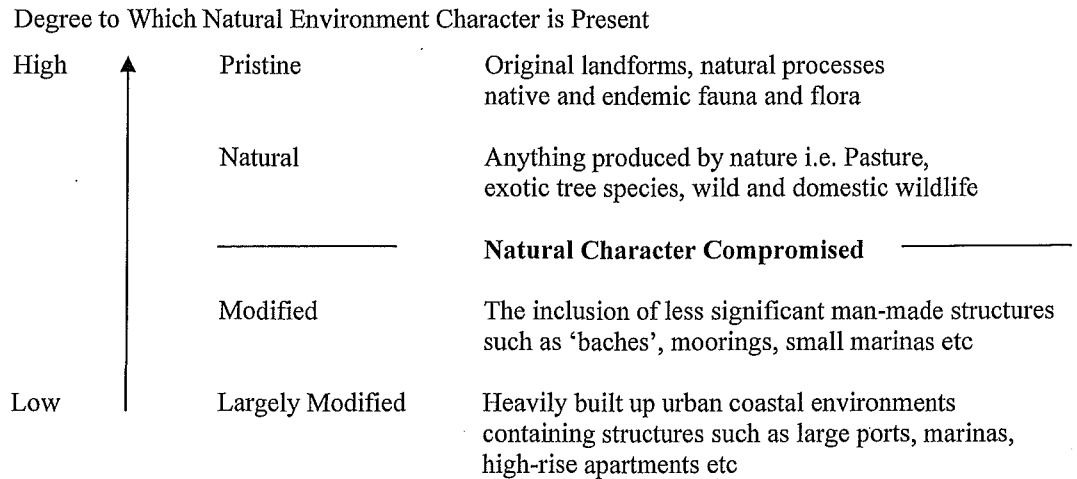 Degree to Which Natural Environment Character is Present
High Pristine Original landforms, natural processes
native and endemic fauna and flora
Natural Anything produced by nature i.e. Pasture,
exotic tree species, wild and domestic wildlife
Natural Character Compromised
Modified The inclusion of less significant man-made structures
such as ‘baches’, moorings, small marinas etc
Low Largely Modified Heavily built up urban coastal environments
containing structures such as large ports, marinas,
high-rise apartments etc